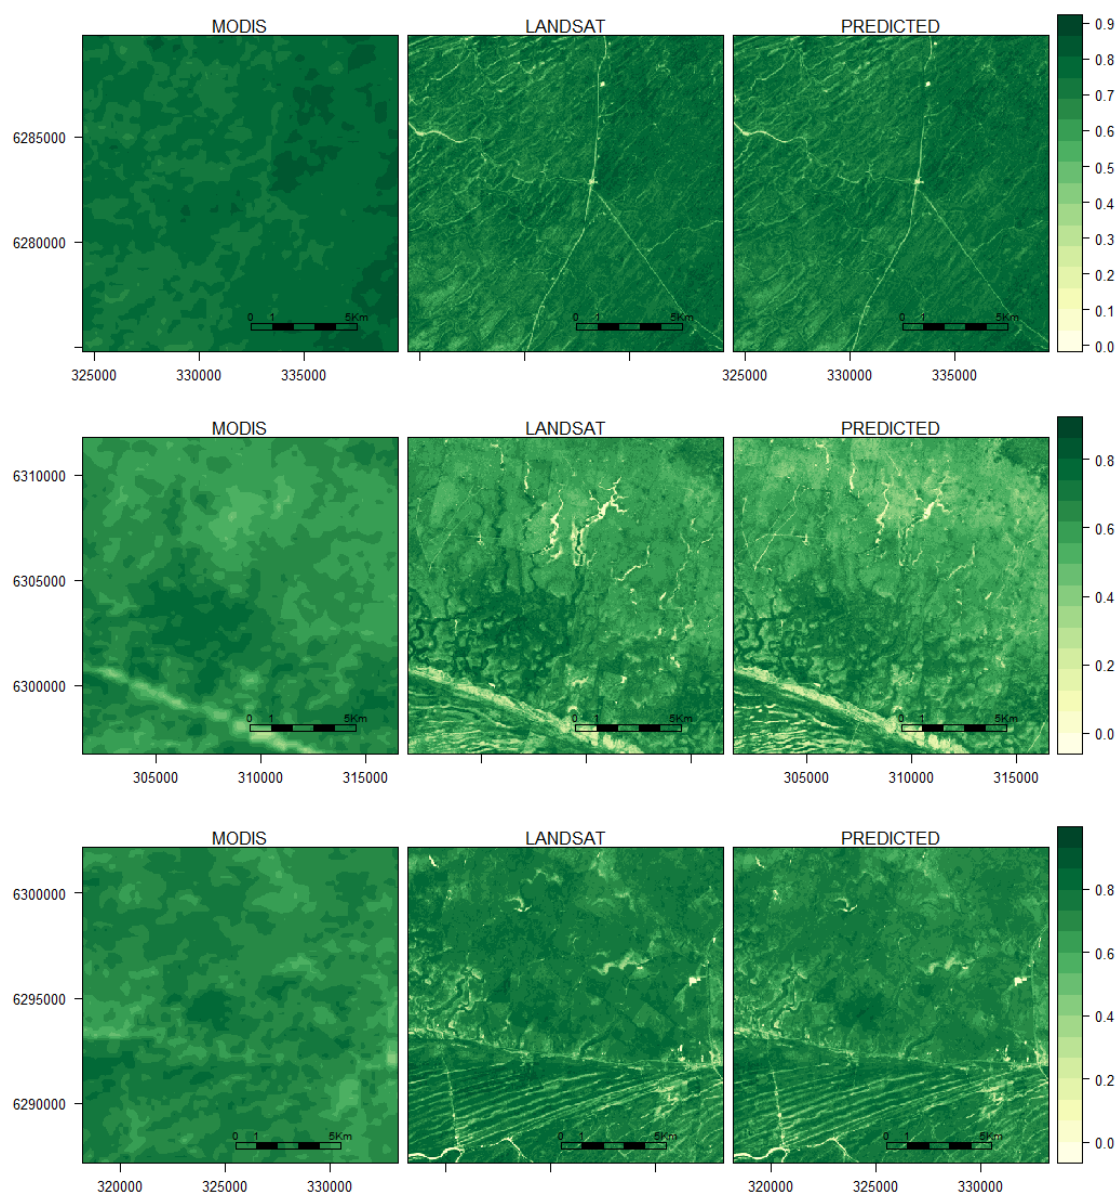 MODIS LANDSAT PREDICTED
0.9
0.8
6285000 0.7
0.6
0.5
0.4
6280000 0.3
0.2
0 1 5Km 0 1 5Km 0 1 5Km 0.1
0.0
325000 330000 335000 325000 330000 335000
MODIS LANDSAT PREDICTED
0.8
6310000
0.6
6305000
0.4
6300000 0.2
0 1 5Km 0 1 5Km 0 1 5Km
0.0
305000 310000 315000 305000 310000 315000
MODIS LANDSAT PREDICTED
6300000 0.8
0.6
6295000
0.4
6290000 0.2
0 1 5Km 0 1 5Km 0 1 5Km
0.0
320000 325000 330000 320000 325000 330000